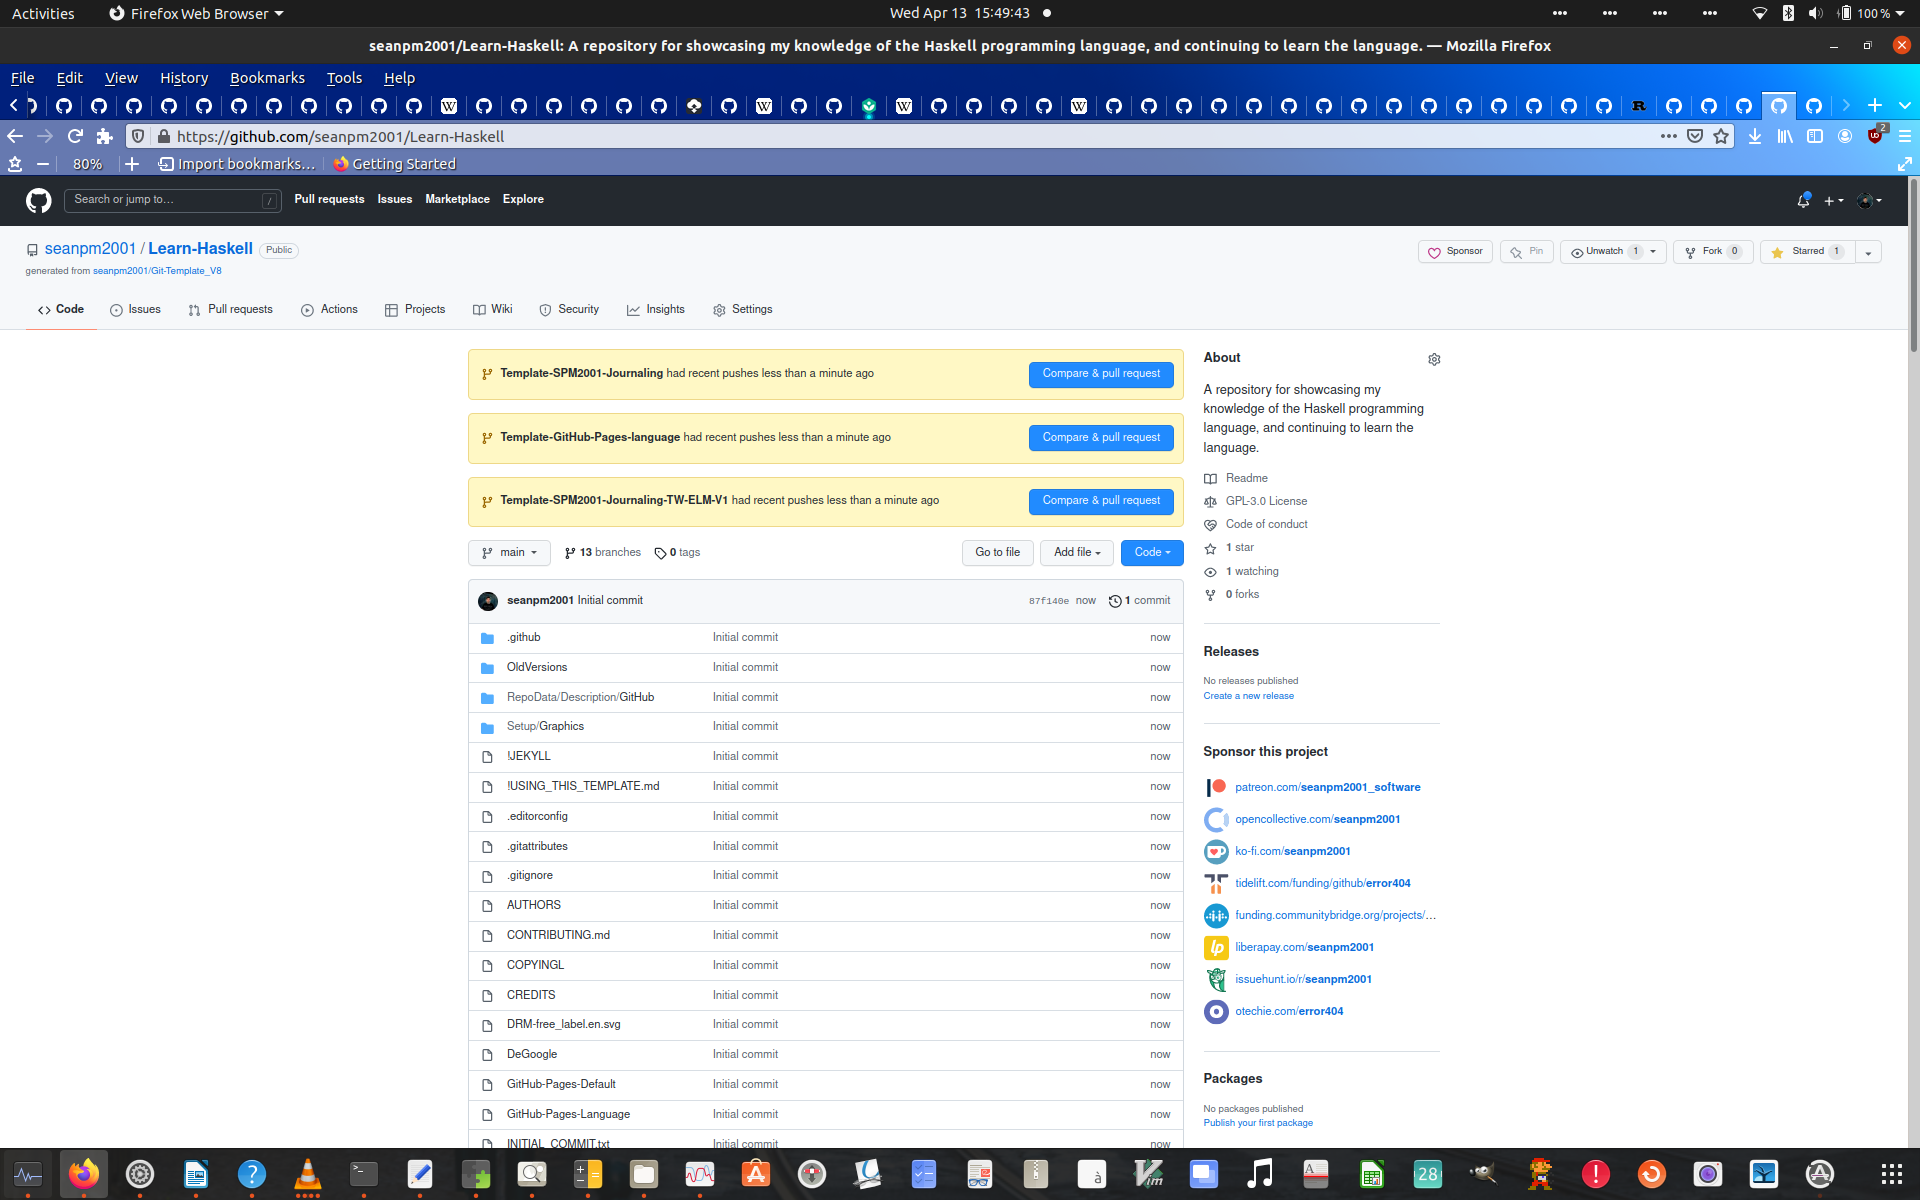 Activities
Firefox Web Browser
Wed Apr 13 15:49:43
100 %
seanpm2001/Learn-Haskell: A repository for showcasing my knowledge of the Haskell programming language, and continuing to learn the language. — Mozilla Firefox
File Edit View History Bookmarks Tools Help
https://github.com/seanpm2001/Learn-Haskell
2
80%
Import bookmarks...
Getting Started
Search or jump to...
/
Pull requests Issues Marketplace Explore
seanpm2001 / Learn-Haskell Public
generated from seanpm2001/Git-Template_V8
Sponsor
Pin
Unwatch 1
Fork 0
Starred 1
Code
Issues
Pull requests
Actions
Projects
Wiki
Security
Insights
Settings
Template-SPM2001-Journaling had recent pushes less than a minute ago
Compare & pull request
Template-GitHub-Pages-language had recent pushes less than a minute ago
Compare & pull request
Template-SPM2001-Journaling-TW-ELM-V1 had recent pushes less than a minute ago
Compare & pull request
main
13 branches
0 tags
Go to file
Add file
Code
seanpm2001 Initial commit
87f140e now
1 commit
.github Initial commit now
OldVersions Initial commit now
RepoData/Description/GitHub Initial commit now
Setup/Graphics Initial commit now
!JEKYLL Initial commit now
!USING_THIS_TEMPLATE.md Initial commit now
.editorconfig Initial commit now
.gitattributes Initial commit now
.gitignore Initial commit now
AUTHORS Initial commit now
CONTRIBUTING.md Initial commit now
COPYINGL Initial commit now
CREDITS Initial commit now
DRM-free_label.en.svg Initial commit now
DeGoogle Initial commit now
GitHub-Pages-Default Initial commit now
GitHub-Pages-Language Initial commit now
INITIAL_COMMIT.txt Initial commit now
About
A repository for showcasing my
knowledge of the Haskell programming
language, and continuing to learn the
language.
Readme
GPL-3.0 License
Code of conduct
1 star
1 watching
0 forks
Releases
No releases published
Create a new release
Sponsor this project
patreon.com/seanpm2001_software
opencollective.com/seanpm2001
ko-fi.com/seanpm2001
tidelift.com/funding/github/error404
funding.communitybridge.org/projects/...
lp
liberapay.com/seanpm2001
issuehunt.io/r/seanpm2001
otechie.com/error404
Packages
No packages published
Publish your first package
28